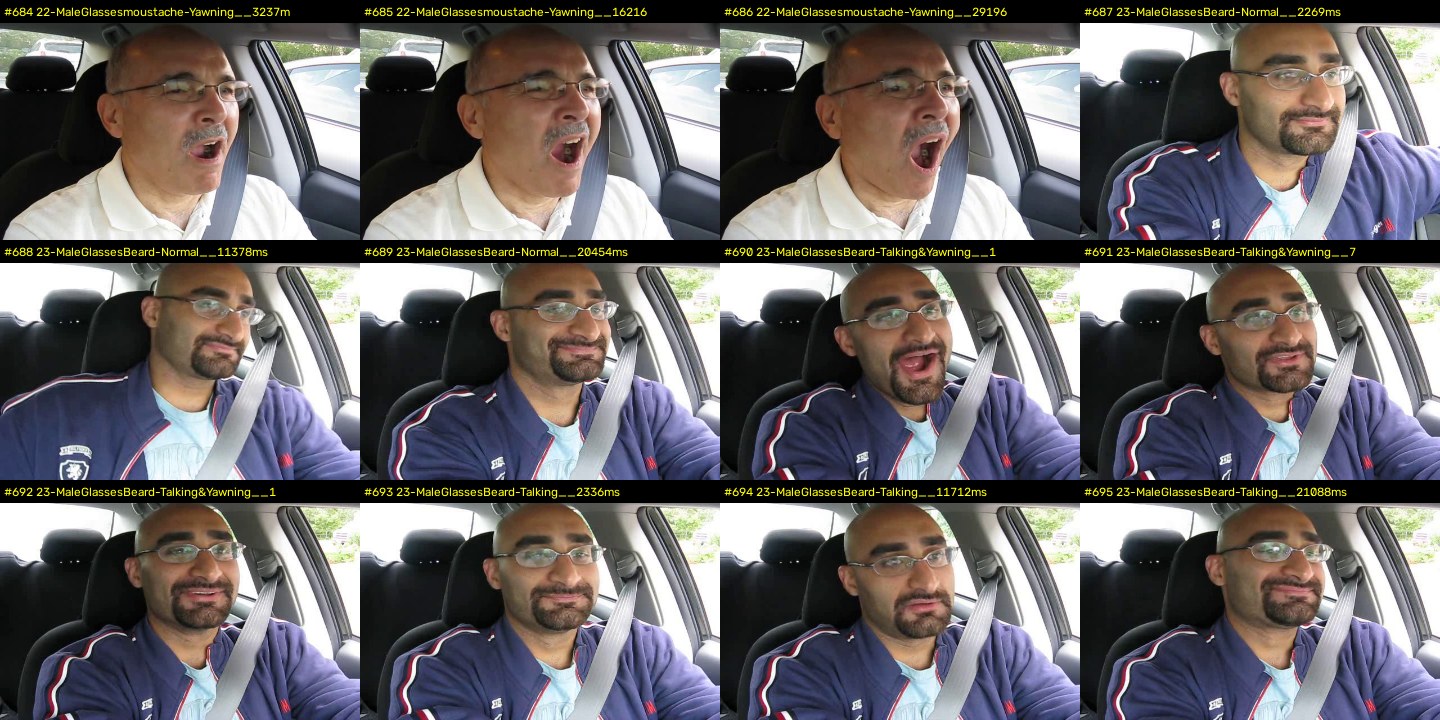 #684 22-MaleGlassesmoustache-Yawning__3237m
#685 22-MaleGlassesmoustache-Yawning__16216
#686 22-MaleGlassesmoustache-Yawning__29196
#687 23-MaleGlassesBeard-Normal__2269ms
#688 23-MaleGlassesBeard-Normal__11378ms
#689 23-MaleGlassesBeard-Normal__20454ms
#690 23-MaleGlassesBeard-Talking&Yawning__1
#691 23-MaleGlassesBeard-Talking&Yawning__7
#692 23-MaleGlassesBeard-Talking&Yawning__1
#693 23-MaleGlassesBeard-Talking__2336ms
#694 23-MaleGlassesBeard-Talking__11712ms
#695 23-MaleGlassesBeard-Talking__21088ms